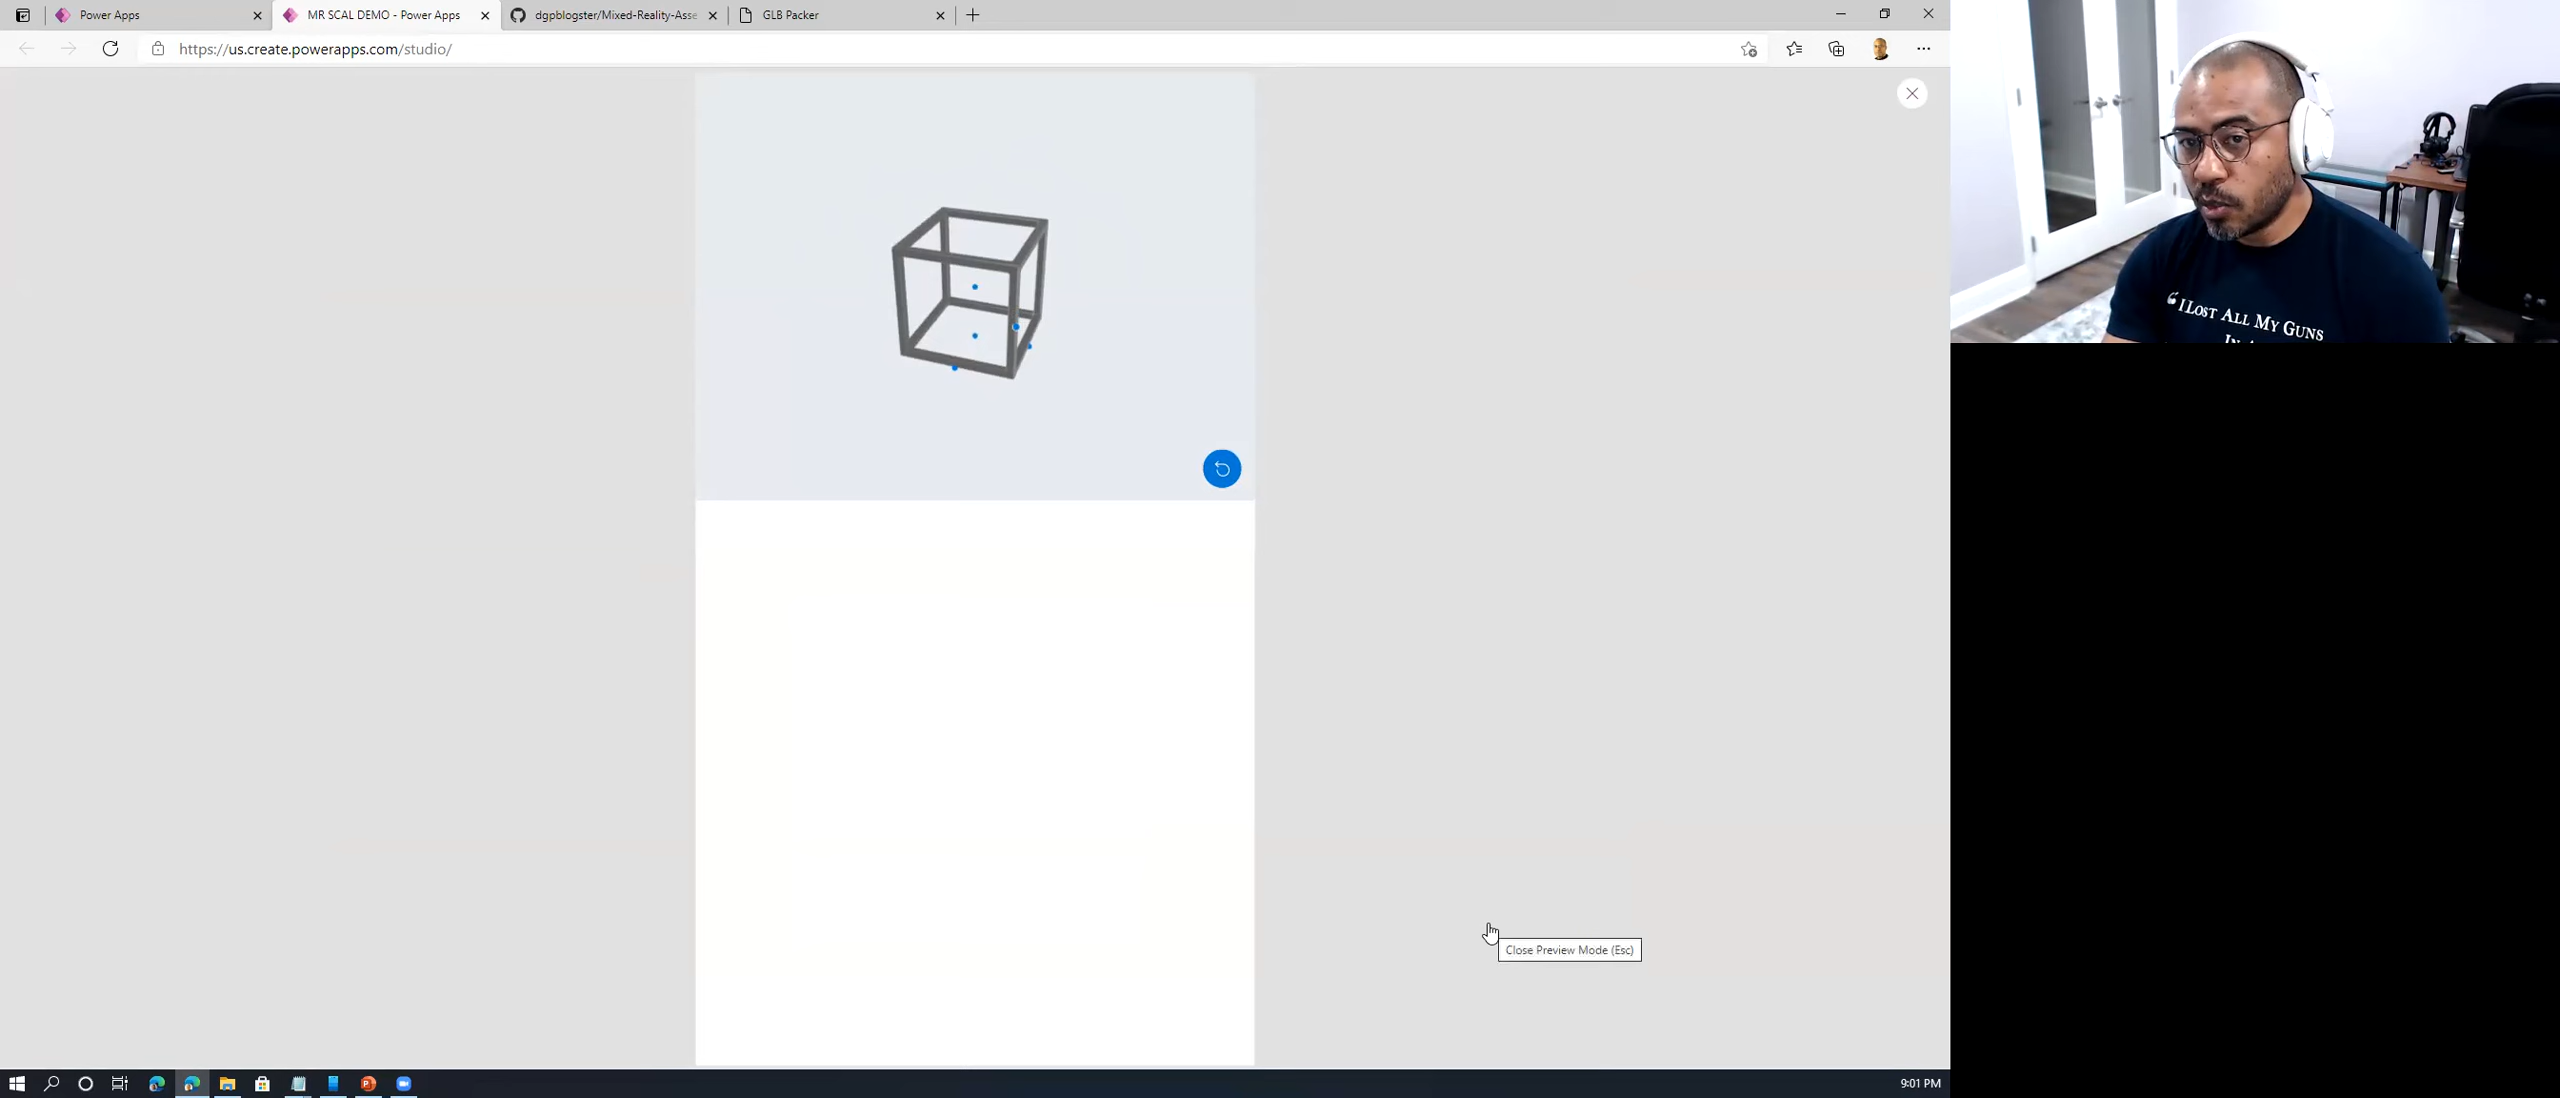 Power Apps
MR SCAL DEMO - Power Apps
dgpblogster/Mixed-Reality-Asse
GLB Packer
https://us.create.powerapps.com/studio/
“ I LOST ALL MY GUNS
Close Preview Mode (Esc)
9:01 PM